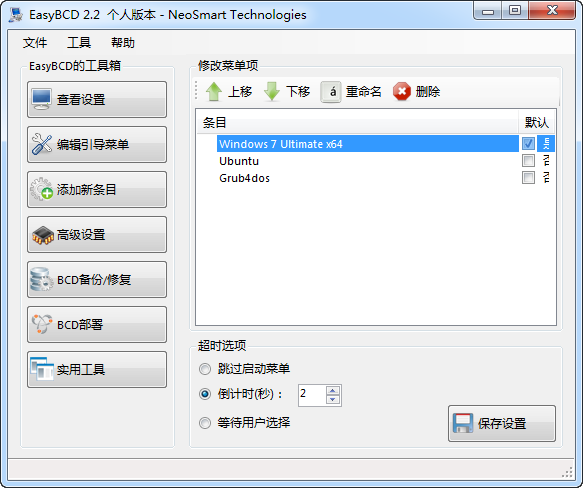 EasyBCD 2.2 个人版本 - NeoSmart Technologies
文件 工具 帮助
EasyBCD的工具箱
查看设置
编辑引导菜单
添加新条目
高级设置
BCD备份/修复
BCD部署
实用工具
修改菜单项
上移 下移 á 重命名 删除
条目 默认
Windows 7 Ultimate x64 是
Ubuntu 否
Grub4dos 否
超时选项
跳过启动菜单
倒计时(秒)： 2
等待用户选择
保存设置